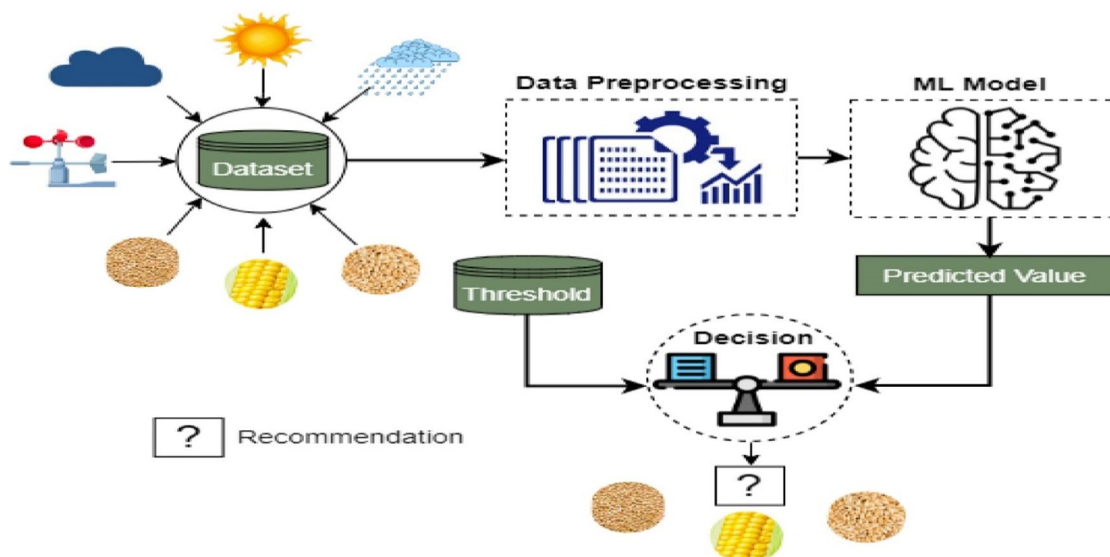 Data Preprocessing
ML Model
Dataset
Threshold
Predicted Value
Decision
? Recommendation
?